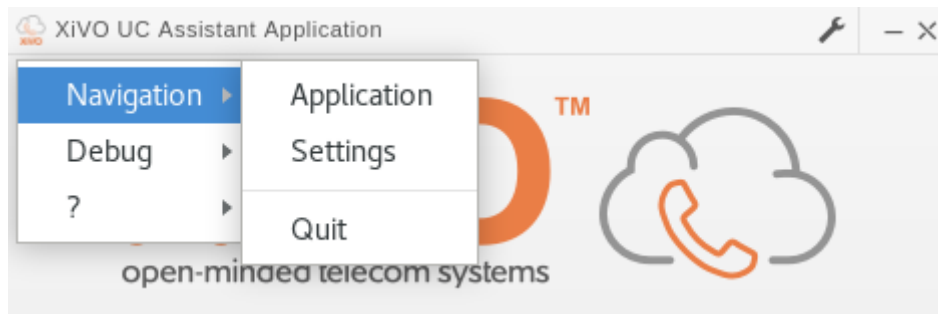 XiVO UC Assistant Application
Navigation
Debug
?
Application
Settings
Quit
TM
open-minded telecom systems